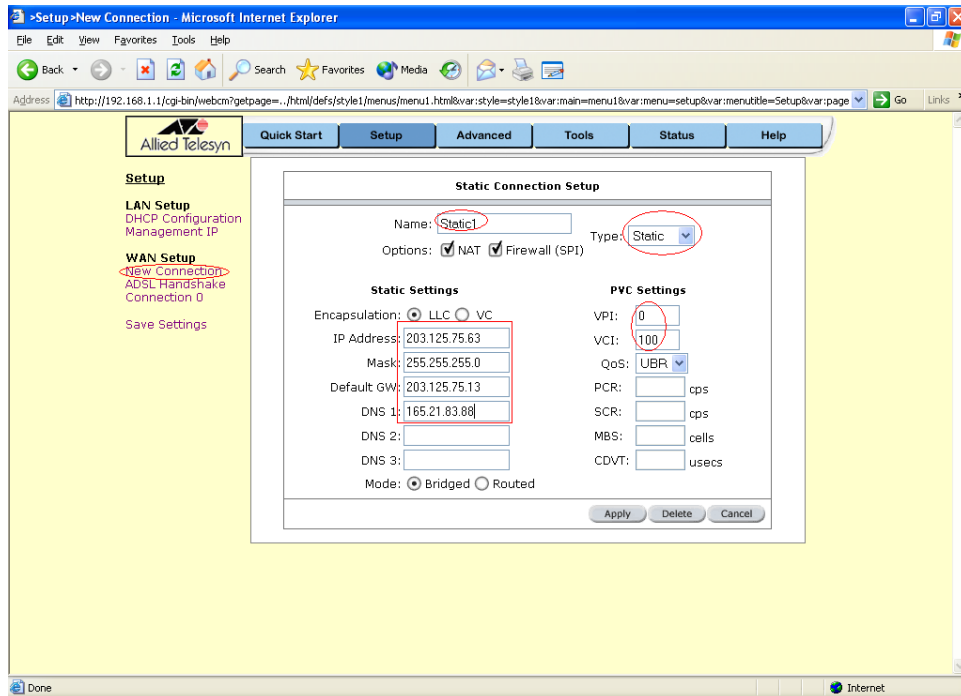 >Setup>New Connection - Microsoft Internet Explorer
File Edit View Favorites Tools Help
Back Search Favorites Media
Address http://192.168.1.1/cgi-bin/webcm?getpage=../html/defs/style1/menus/menu1.html&var:style=style1&var:main=menu1&var:menu=setup&var:menutitle=Setup&var:page Go Links
Allied Telesyn
Quick Start Setup Advanced Tools Status Help
Setup
LAN Setup
DHCP Configuration
Management IP
WAN Setup
New Connection
ADSL Handshake
Connection 0
Save Settings
Static Connection Setup
Name: Static1
Type: Static
Options: NAT Firewall (SPI)
Static Settings
Encapsulation: LLC VC
IP Address: 203.125.75.63
Mask: 255.255.255.0
Default GW: 203.125.75.13
DNS 1: 165.21.83.88
DNS 2:
DNS 3:
Mode: Bridged Routed
PVC Settings
VPI: 0
VCI: 100
QoS: UBR
PCR: cps
SCR: cps
MBS: cells
CDVT: usecs
Apply Delete Cancel
Done Internet